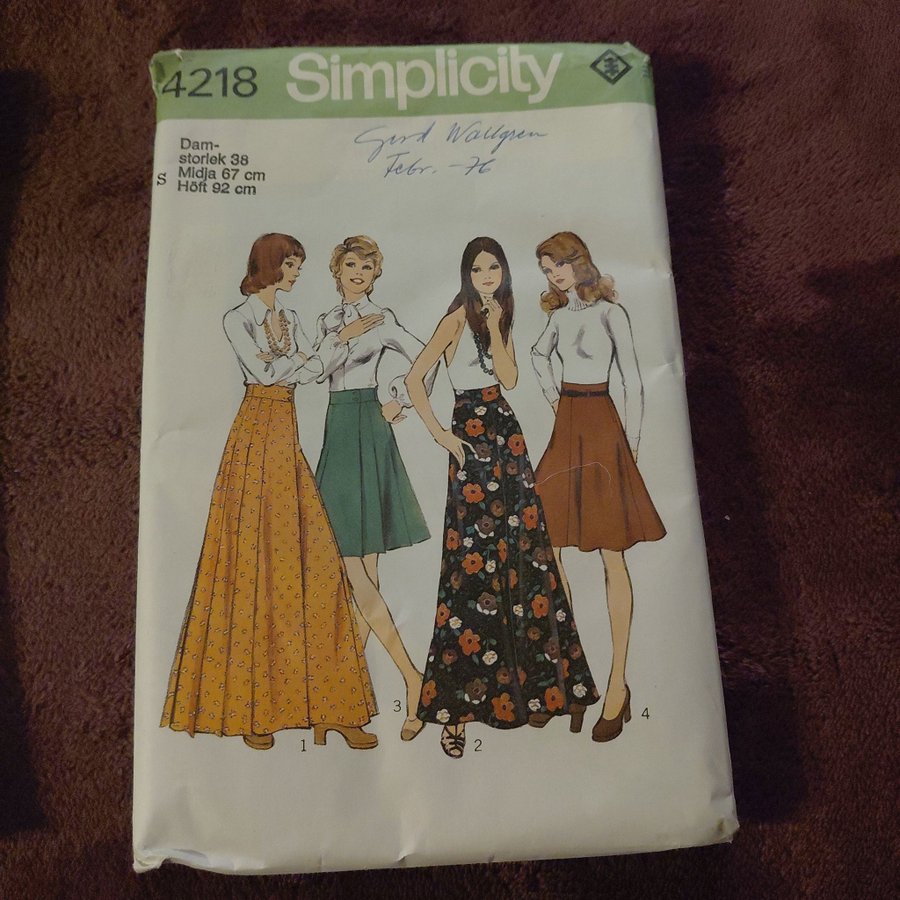 4218 Simplicity
Gerd Wallgren
Febr. -76
Dam-
storlek 38
S Midja 67 cm
Höft 92 cm
1
3
2
4